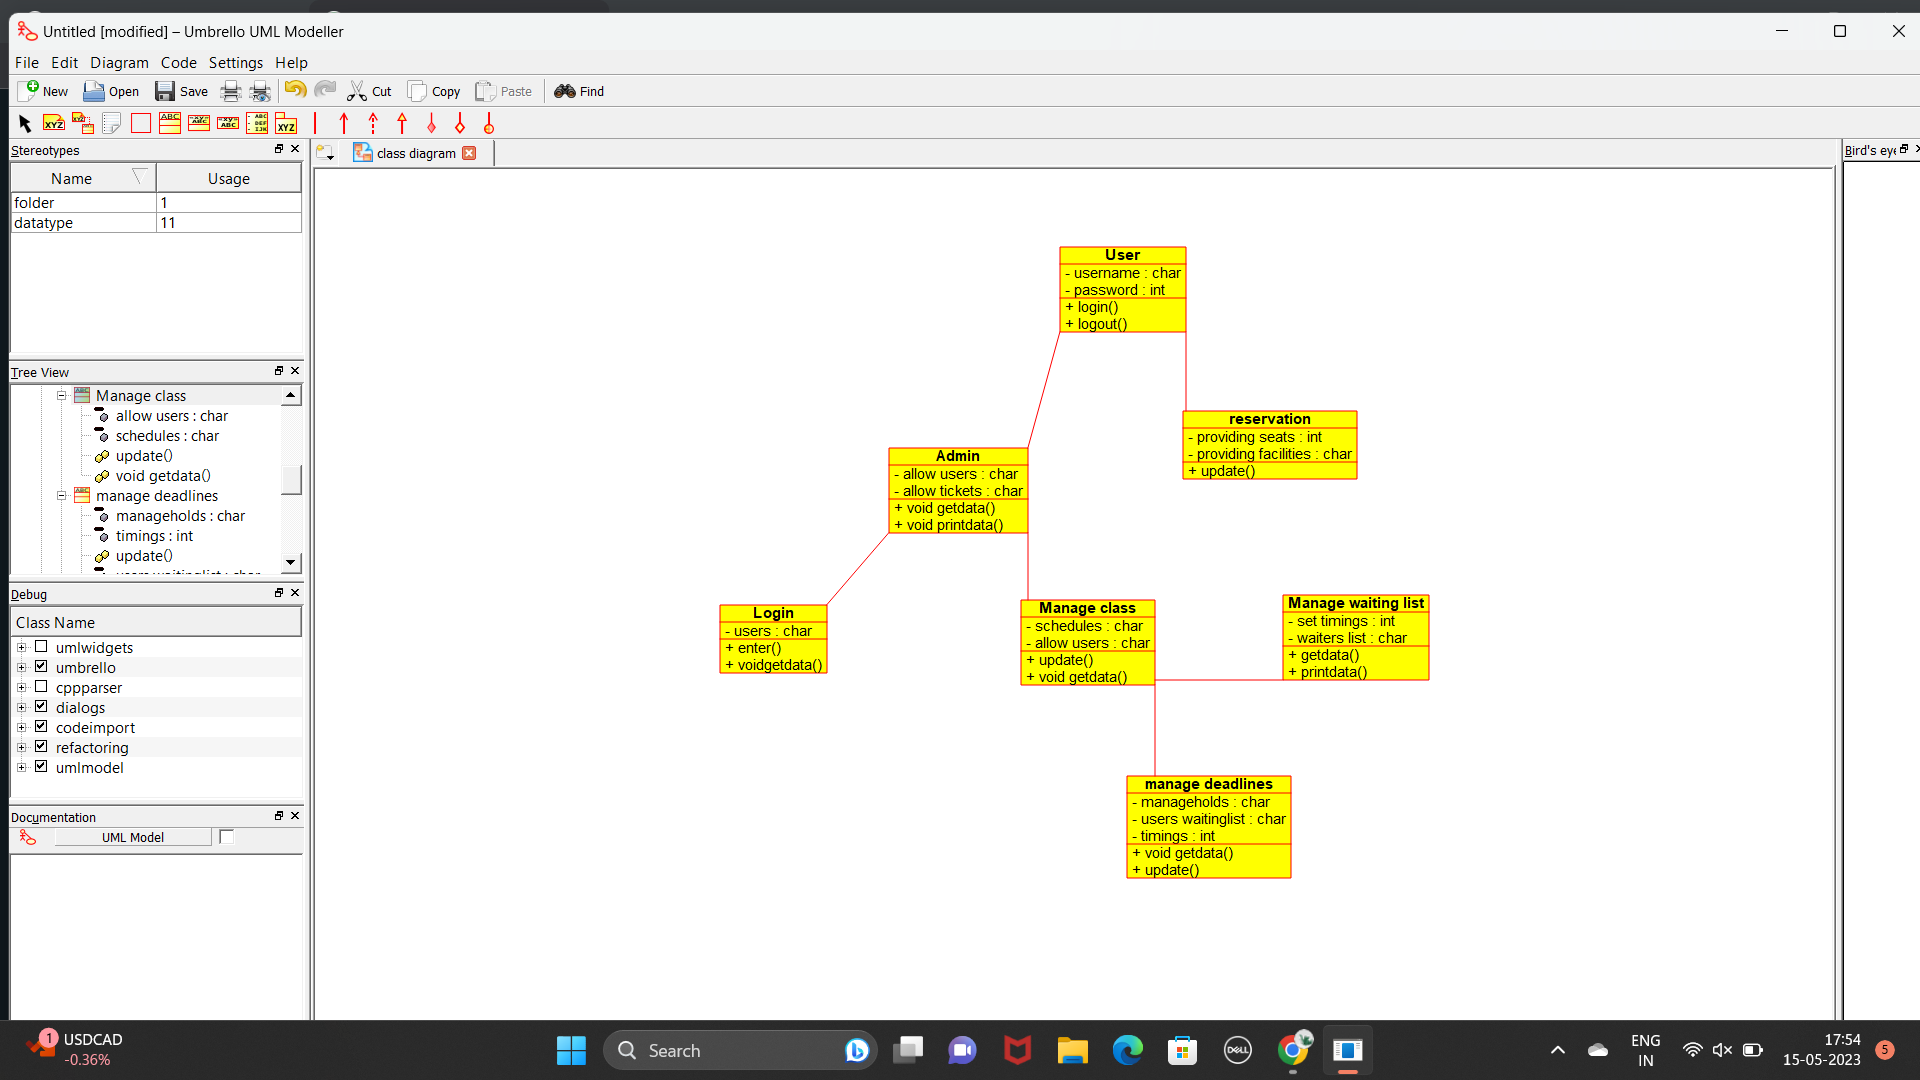 Untitled [modified] – Umbrello UML Modeller
File Edit Diagram Code Settings Help
New Open Save Cut Copy Paste Find
Stereotypes
Name Usage
folder 1
datatype 11
Tree View
Manage class
allow users : char
schedules : char
update()
void getdata()
manage deadlines
manageholds : char
timings : int
update()
users waitinglist : char
Debug
Class Name
umlwidgets
umbrello
cppparser
dialogs
codeimport
refactoring
umlmodel
Documentation
UML Model
class diagram
Bird's eye
User
- username : char
- password : int
+ login()
+ logout()
reservation
- providing seats : int
- providing facilities : char
+ update()
Admin
- allow users : char
- allow tickets : char
+ void getdata()
+ void printdata()
Login
- users : char
+ enter()
+ voidgetdata()
Manage class
- schedules : char
- allow users : char
+ update()
+ void getdata()
Manage waiting list
- set timings : int
- waiters list : char
+ getdata()
+ printdata()
manage deadlines
- manageholds : char
- users waitinglist : char
- timings : int
+ void getdata()
+ update()
1
USDCAD
-0.36%
Search
DELL
ENG
IN
17:54
15-05-2023
5